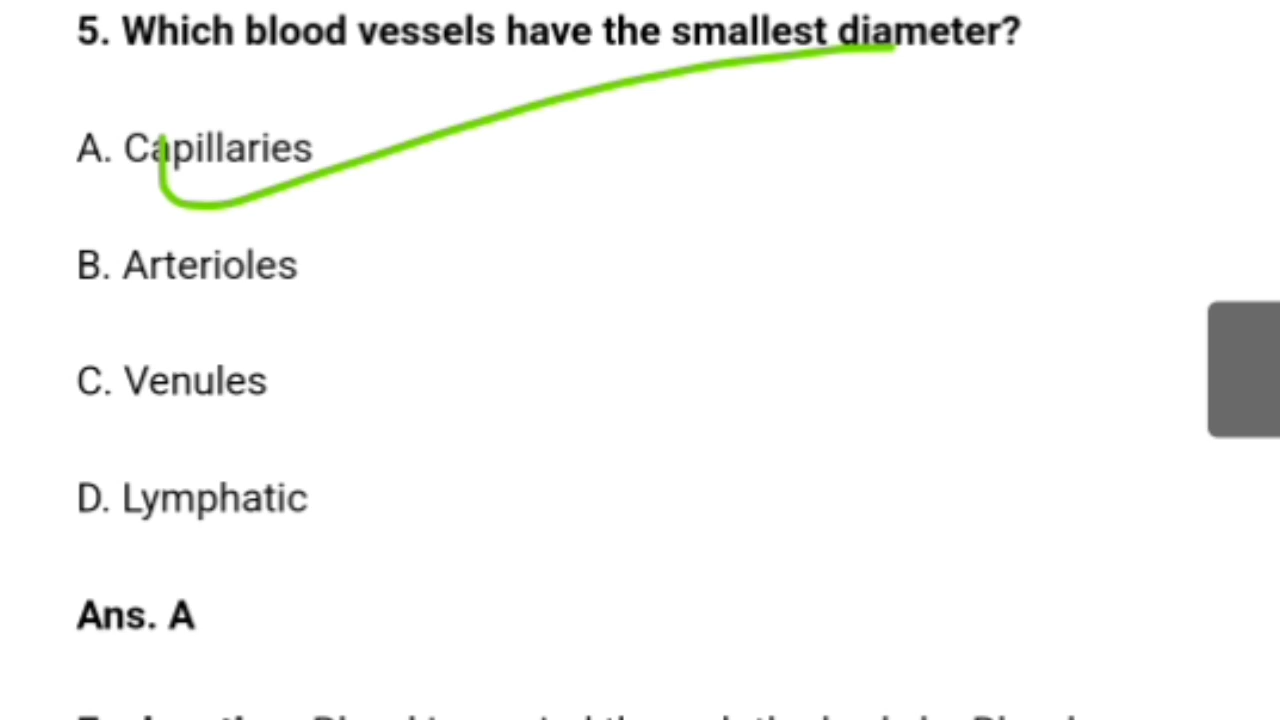 5. Which blood vessels have the smallest diameter?
A. Capillaries
B. Arterioles
C. Venules
D. Lymphatic
Ans. A